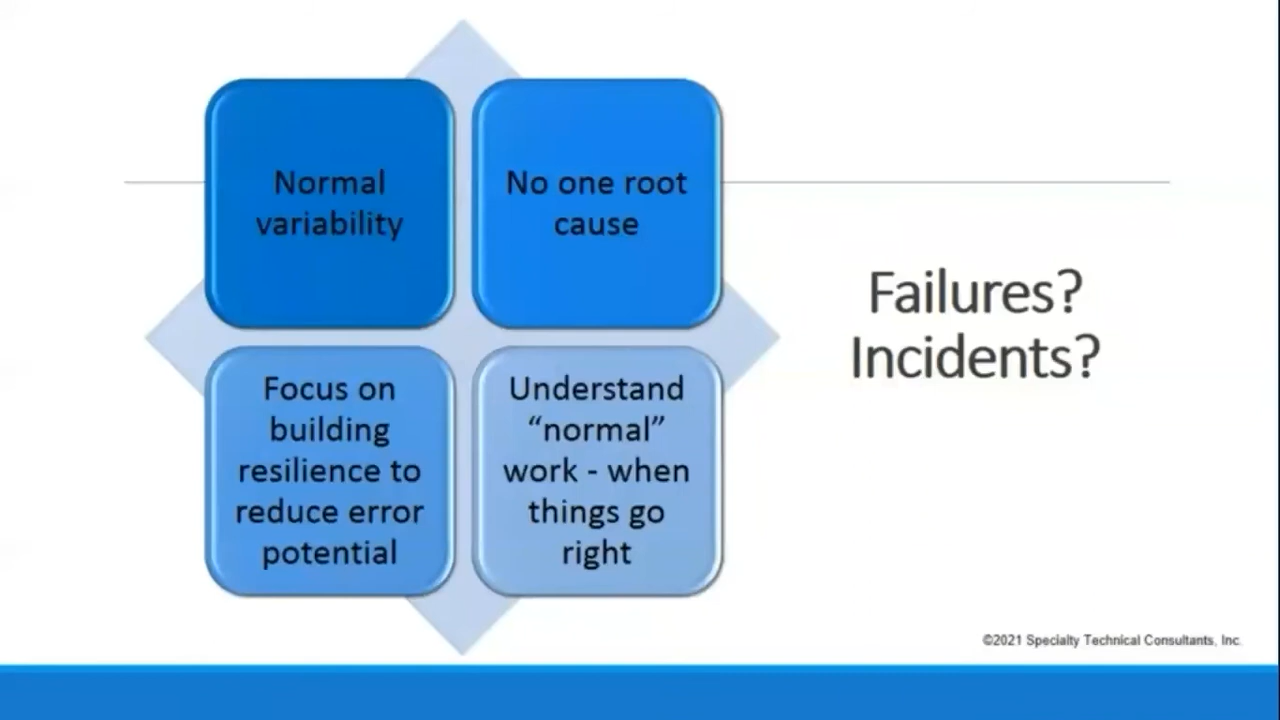 Normal
variability
No one root
cause
Focus on
building
resilience to
reduce error
potential
Understand
“normal”
work - when
things go
right
Failures?
Incidents?
©2021 Specialty Technical Consultants, Inc.